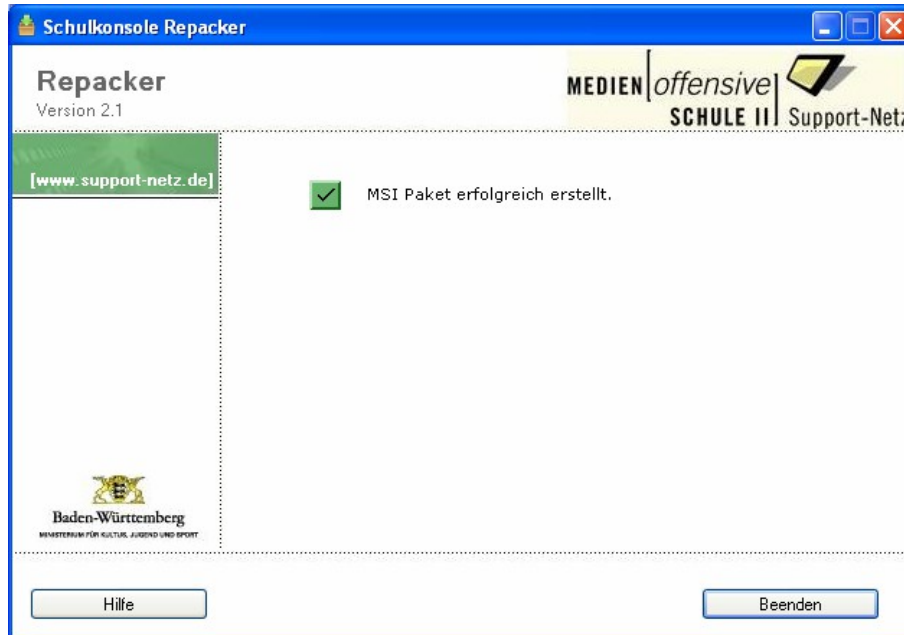 Schulkonsole Repacker
Repacker
Version 2.1
MEDIEN offensive
SCHULE II Support-Netz
[www.support-netz.de]
MSI Paket erfolgreich erstellt.
Baden-Württemberg
MINISTERIUM FÜR KULTUS, JUGEND UND SPORT
Hilfe
Beenden